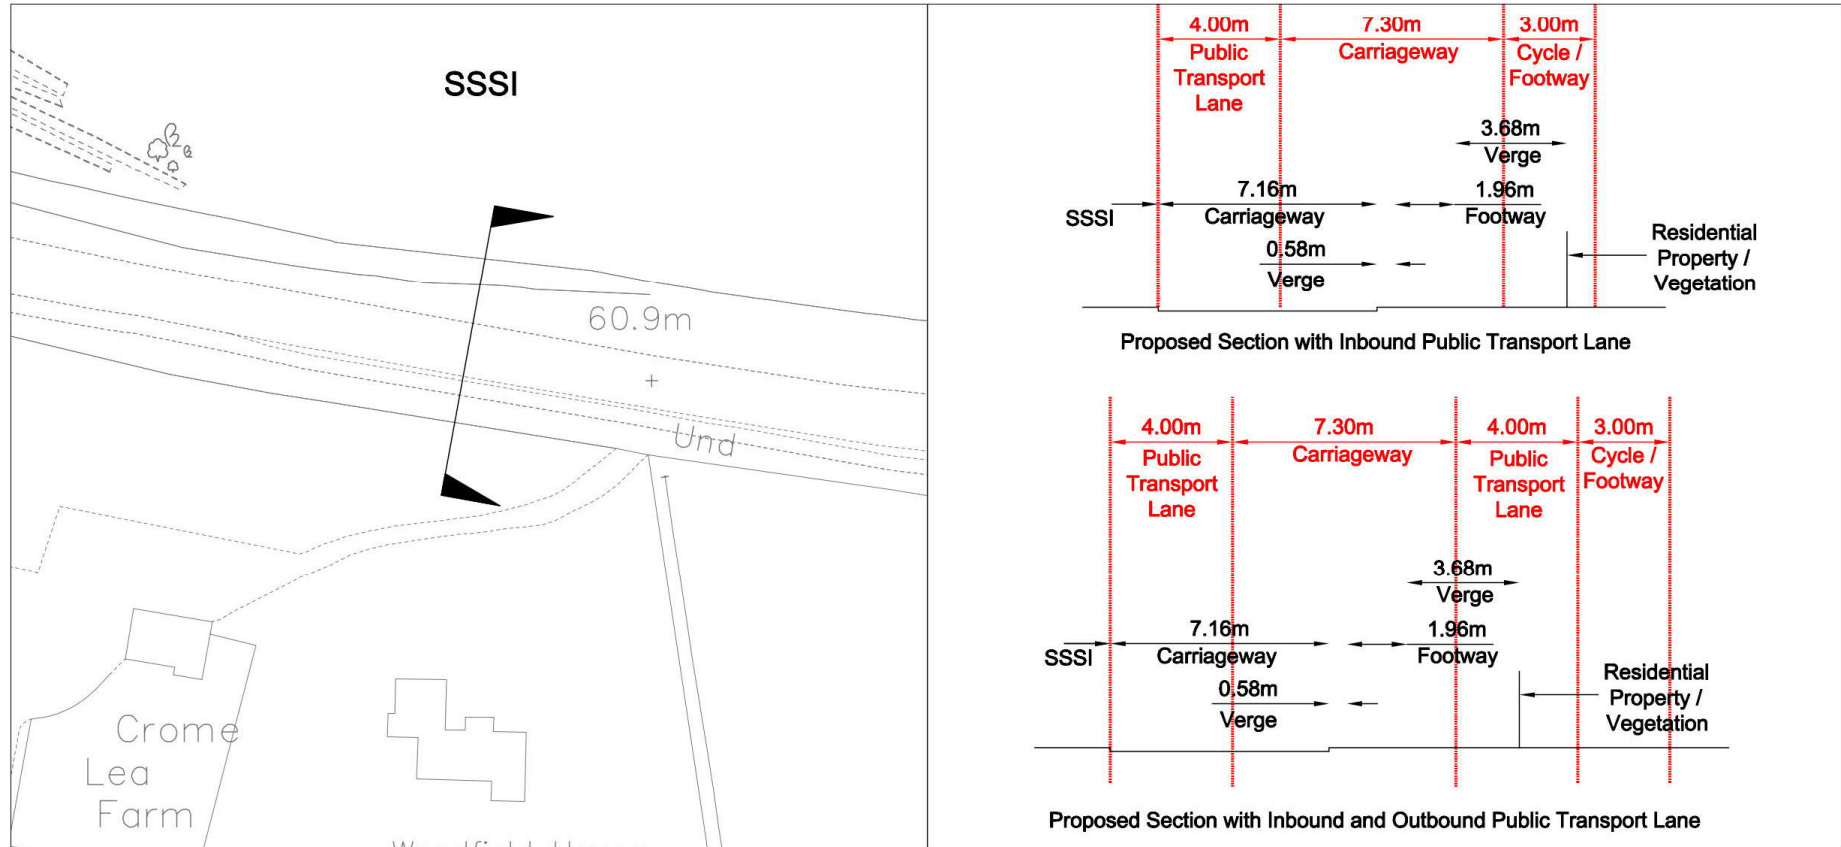 SSSI
60.9m
Und
Crome
Lea
Farm
4.00m
Public
Transport
Lane
7.30m
Carriageway
3.00m
Cycle /
Footway
3.68m
Verge
7.16m
Carriageway
1.96m
Footway
SSSI
0.58m
Verge
Residential
Property /
Vegetation
Proposed Section with Inbound Public Transport Lane
4.00m
Public
Transport
Lane
7.30m
Carriageway
4.00m
Public
Transport
Lane
3.00m
Cycle /
Footway
3.68m
Verge
7.16m
Carriageway
1.96m
Footway
SSSI
0.58m
Verge
Residential
Property /
Vegetation
Proposed Section with Inbound and Outbound Public Transport Lane